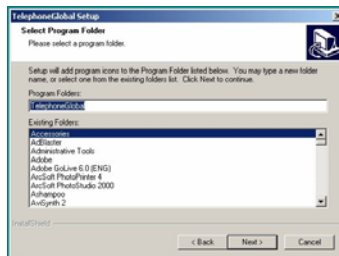 TelephoneGlobal Setup
Select Program Folder
Please select a program folder.
Setup will add program icons to the Program Folder listed below. You may type a new folder
name, or select one from the existing folders list. Click Next to continue.
Program Folders:
TelephoneGlobal
Existing Folders:
Accessories
AdBlaster
Administrative Tools
Adobe
Adobe GoLive 6.0 (ENG)
ArcSoft PhotoPrinter 4
ArcSoft PhotoStudio 2000
Ashampoo
AviSynth 2
InstallShield
< Back
Next >
Cancel